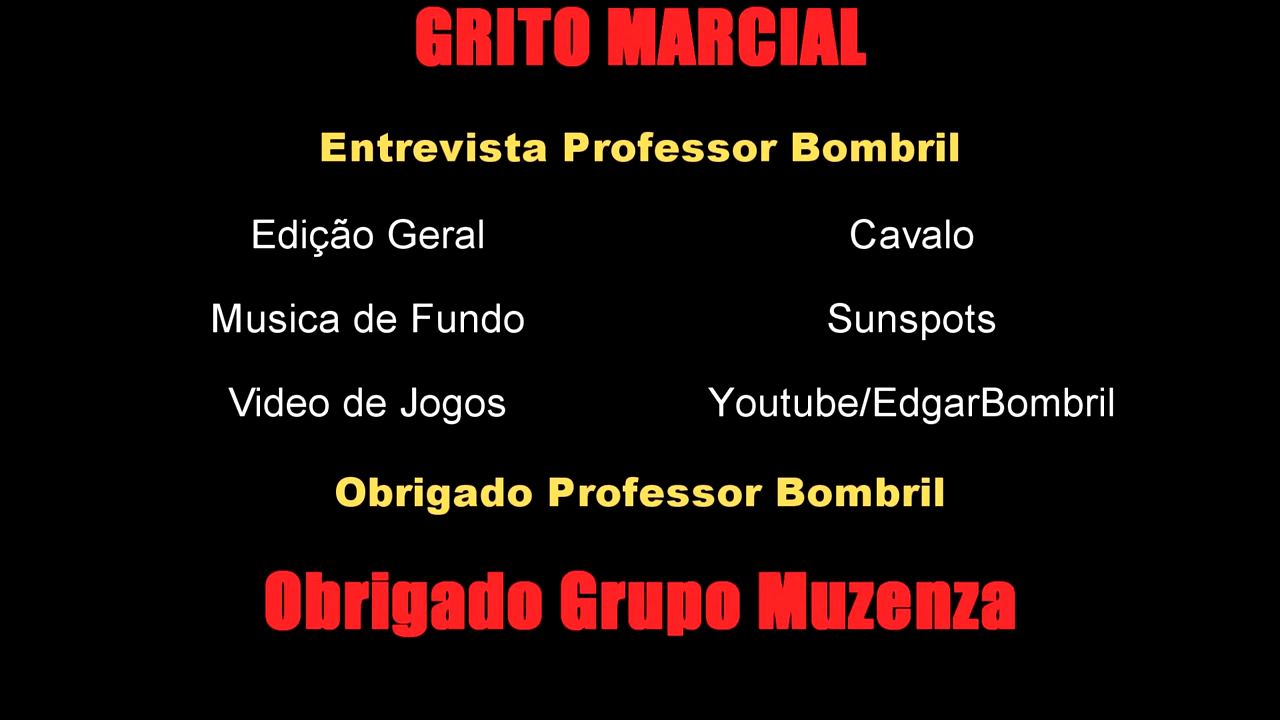 GRITO MARCIAL
Entrevista Professor Bombril
Edição Geral Cavalo
Musica de Fundo Sunspots
Video de Jogos Youtube/EdgarBombril
Obrigado Professor Bombril
Obrigado Grupo Muzenza